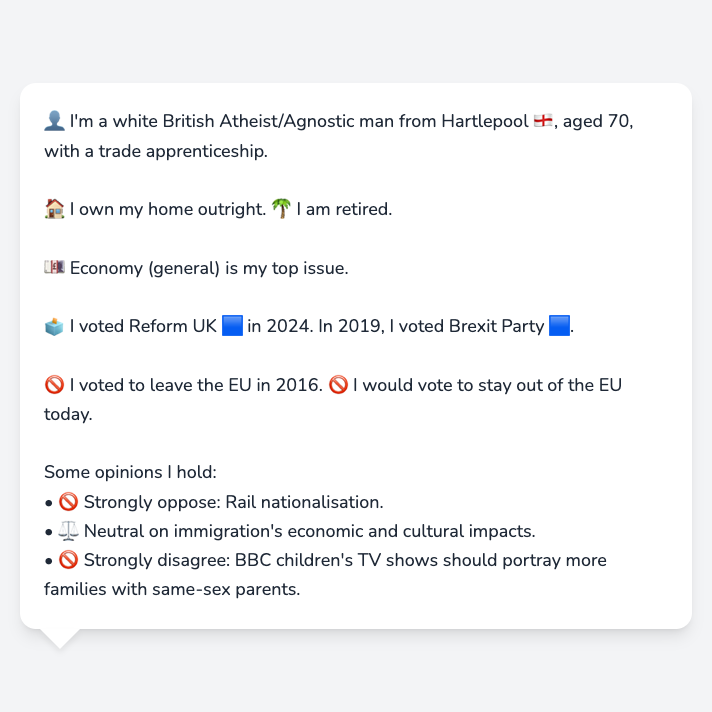 👤 I'm a white British Atheist/Agnostic man from Hartlepool 🏴󠁧󠁢󠁥󠁮󠁧󠁿, aged 70,
with a trade apprenticeship.
🏠 I own my home outright. 🌴 I am retired.
💷 Economy (general) is my top issue.
🗳️ I voted Reform UK 🟦 in 2024. In 2019, I voted Brexit Party 🟦.
🚫 I voted to leave the EU in 2016. 🚫 I would vote to stay out of the EU
today.
Some opinions I hold:
• 🚫 Strongly oppose: Rail nationalisation.
• ⚖️ Neutral on immigration's economic and cultural impacts.
• 🚫 Strongly disagree: BBC children's TV shows should portray more
families with same-sex parents.